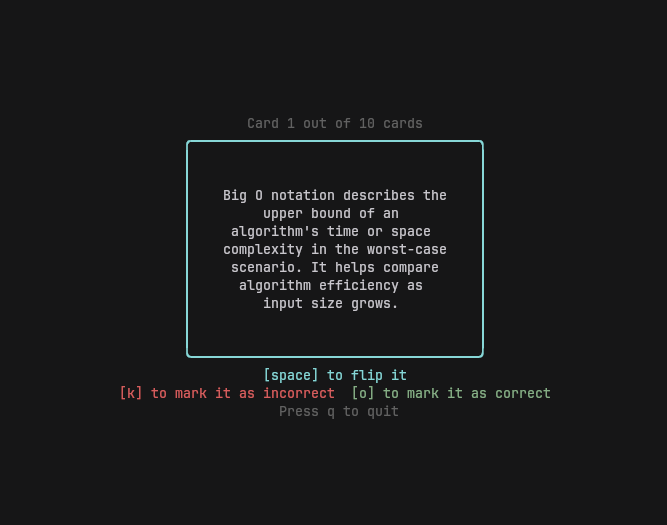 Card 1 out of 10 cards
Big O notation describes the
upper bound of an
algorithm's time or space
complexity in the worst-case
scenario. It helps compare
algorithm efficiency as
input size grows.
[space] to flip it
[k] to mark it as incorrect  [o] to mark it as correct
Press q to quit